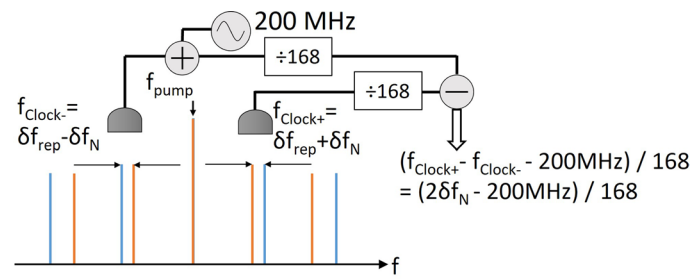 200 MHz
+
÷168
f_pump
÷168
−
f_Clock-=
δf_rep-δf_N
f_Clock+=
δf_rep+δf_N
(f_Clock+- f_Clock- - 200MHz) / 168
= (2δf_N - 200MHz) / 168
f